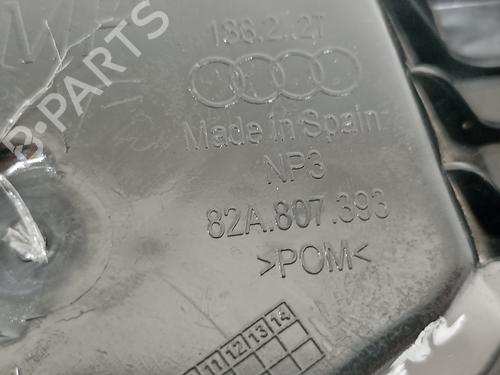 B-PARTS
188.2.2T
Made in Spain
NP3
82A.807.393
>POM<
11 12 13 14